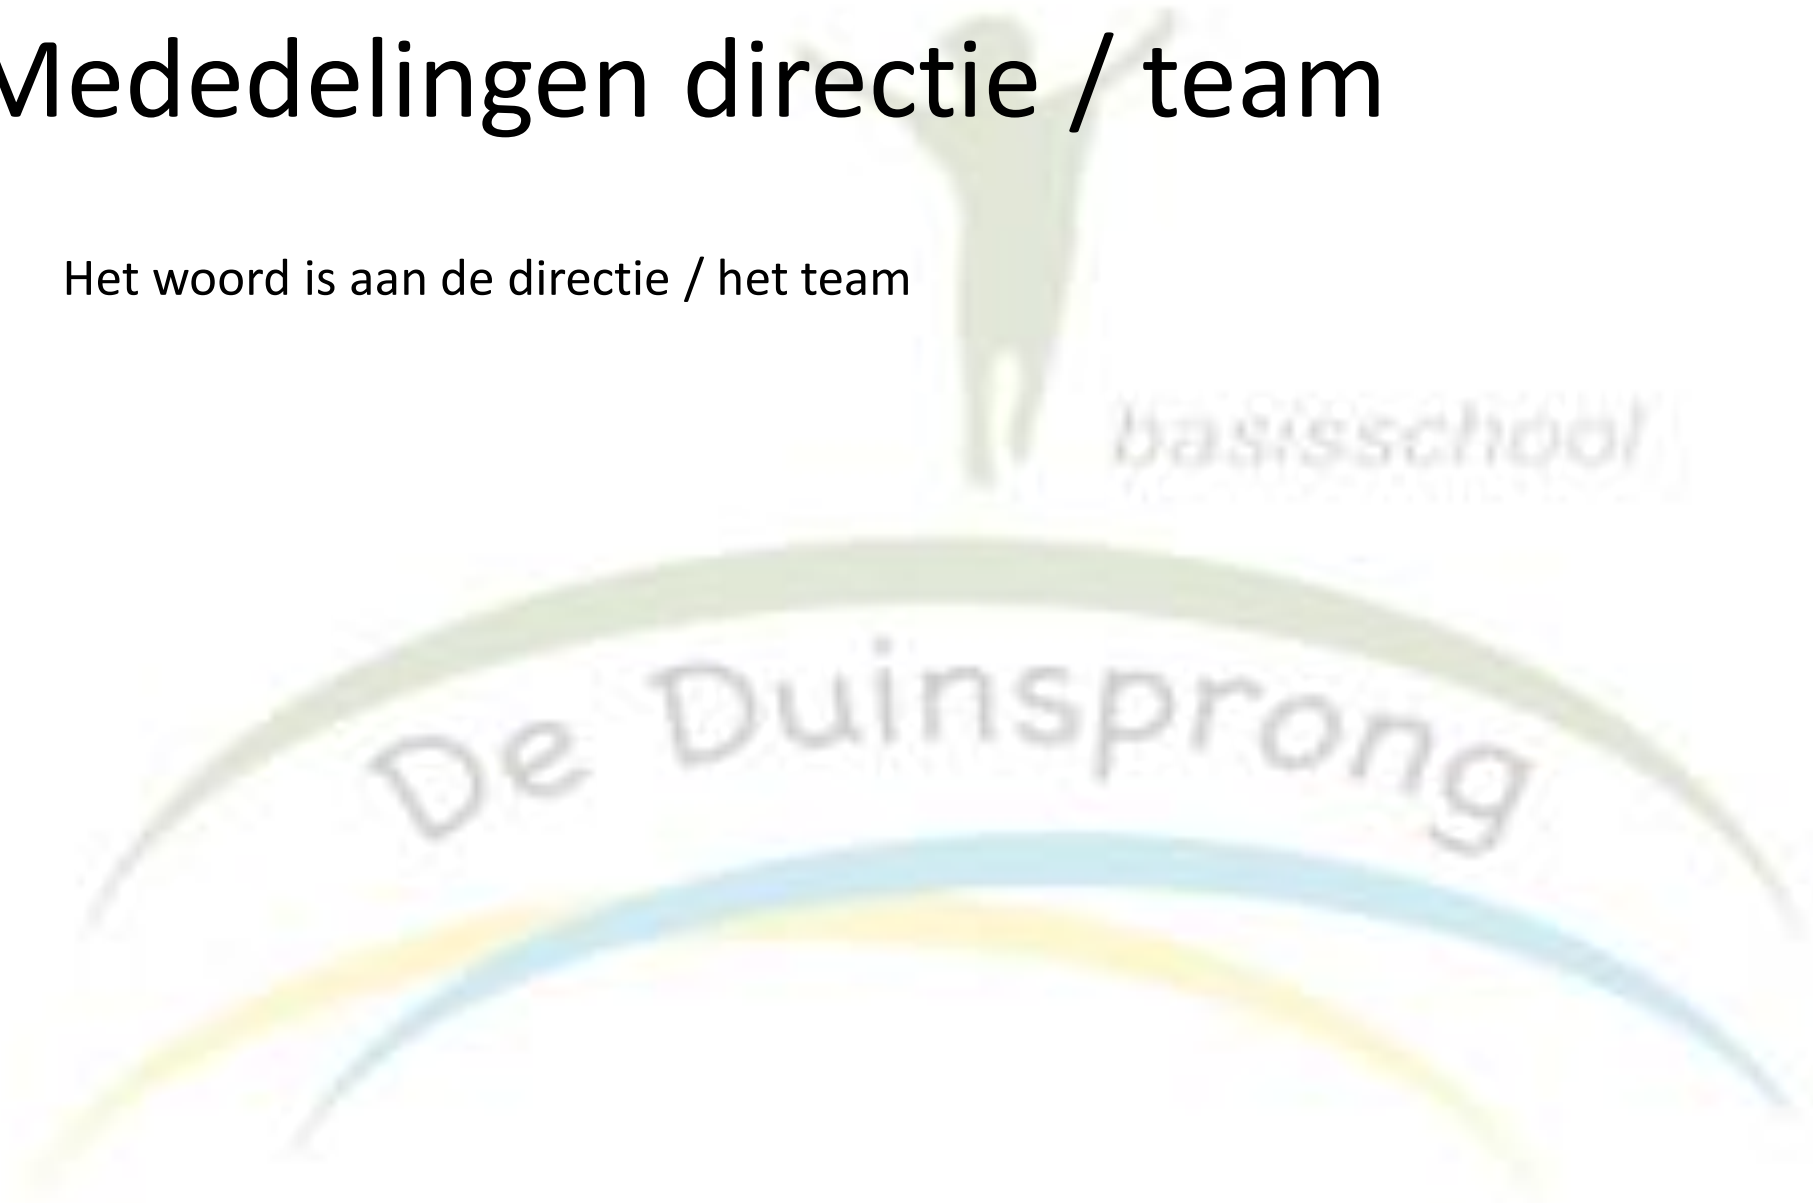 Mededelingen directie / team
Het woord is aan de directie / het team
basisschool
De Duinsprong